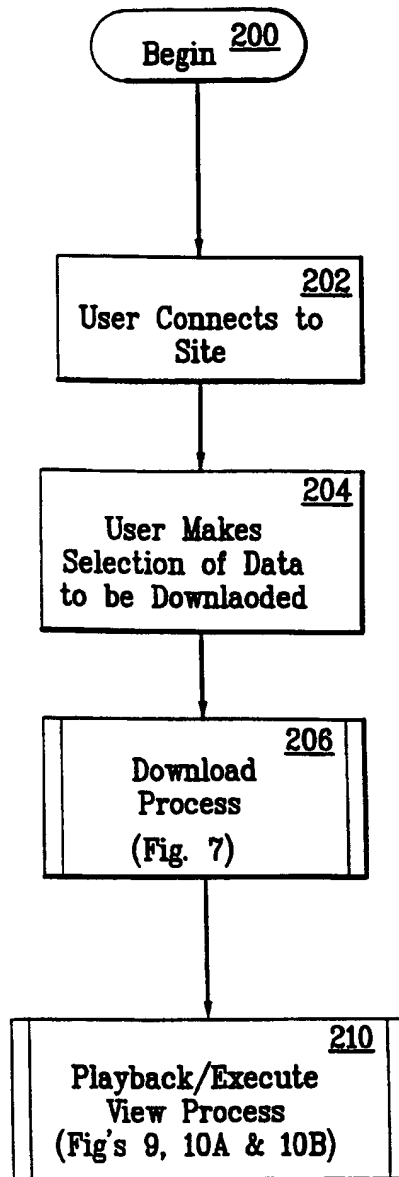 200
Begin
202
User Connects to
Site
204
User Makes
Selection of Data
to be Downlaoded
206
Download
Process
(Fig. 7)
210
Playback/Execute
View Process
(Fig's 9, 10A & 10B)